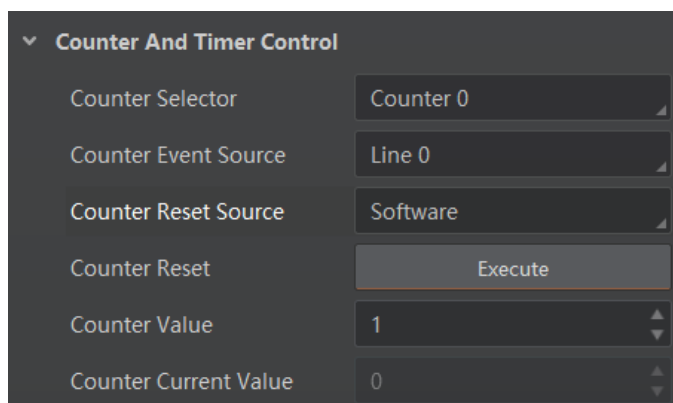 Counter And Timer Control
Counter Selector Counter 0
Counter Event Source Line 0
Counter Reset Source Software
Counter Reset Execute
Counter Value 1
Counter Current Value 0